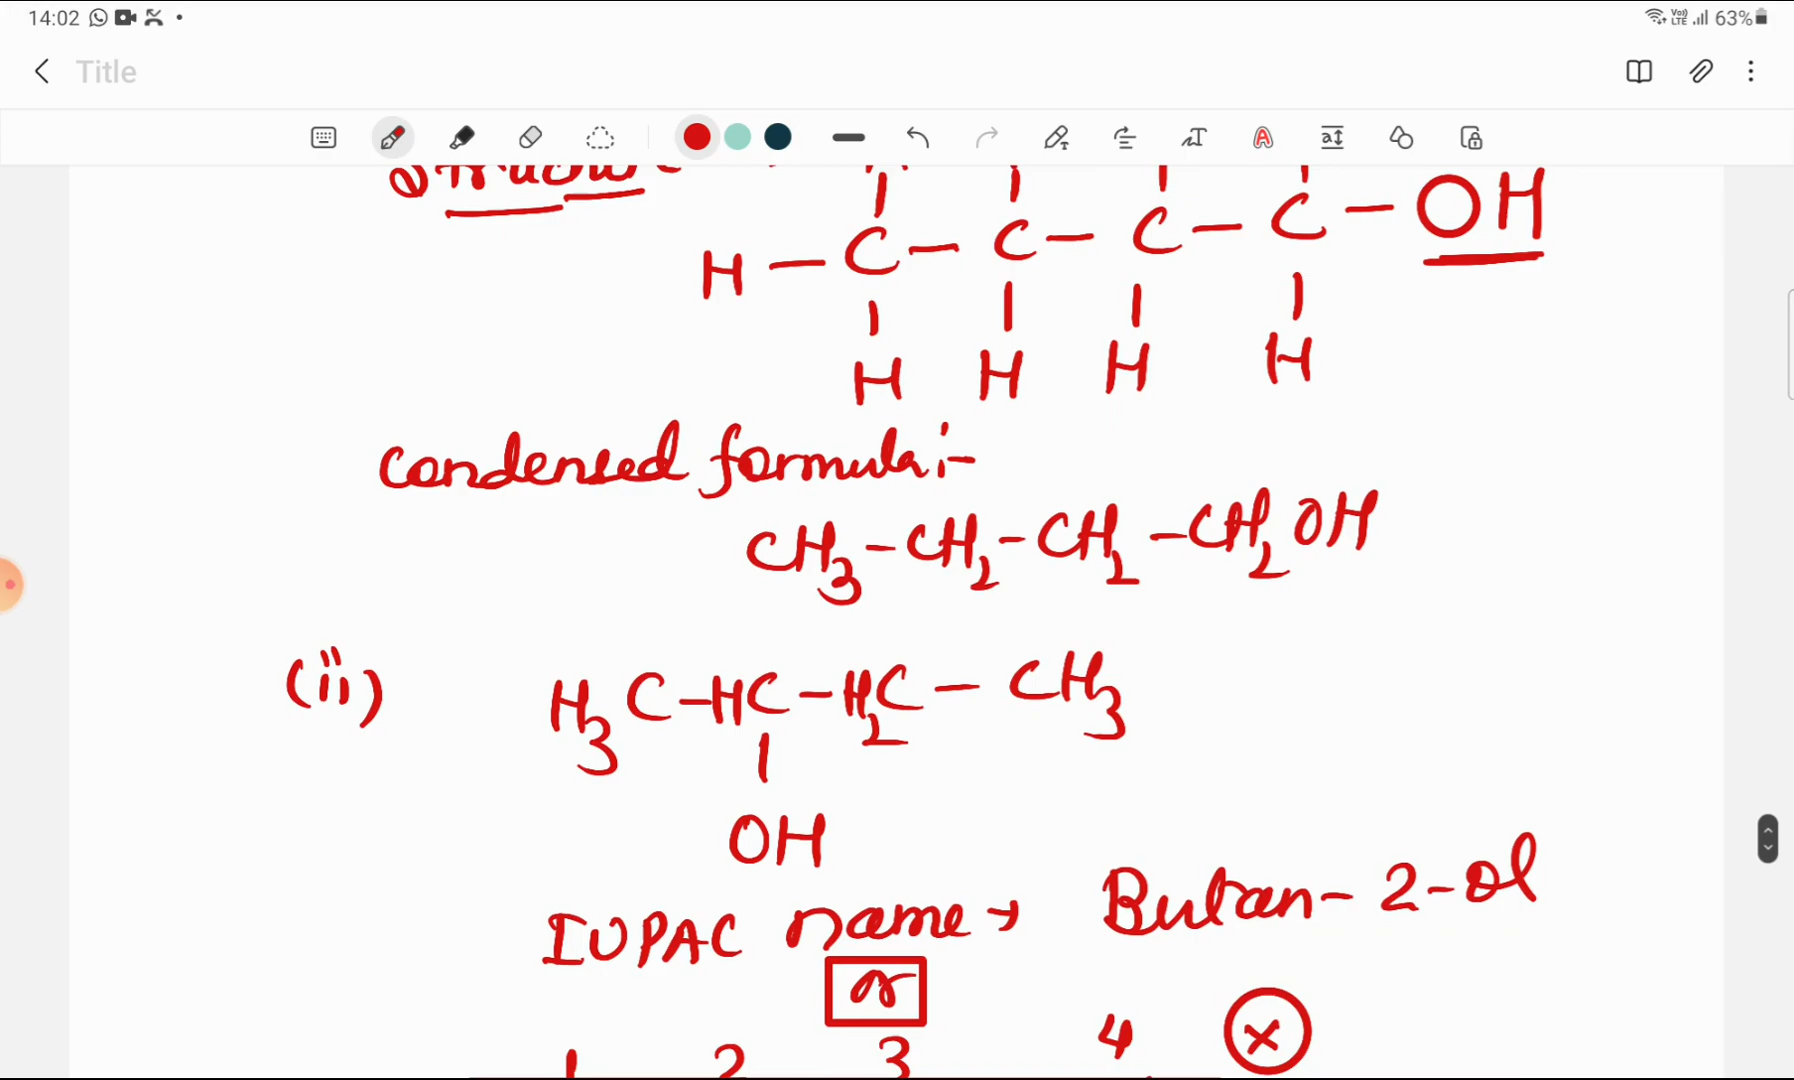 14:02 63%
Title
H — C — C — C — C — OH
H H H H
condensed formula:-
CH3 - CH2 - CH2 - CH2OH
(ii) H3C - HC - H2C - CH3
OH
IUPAC name → Butan - 2-ol
or
1 2 3 4 x